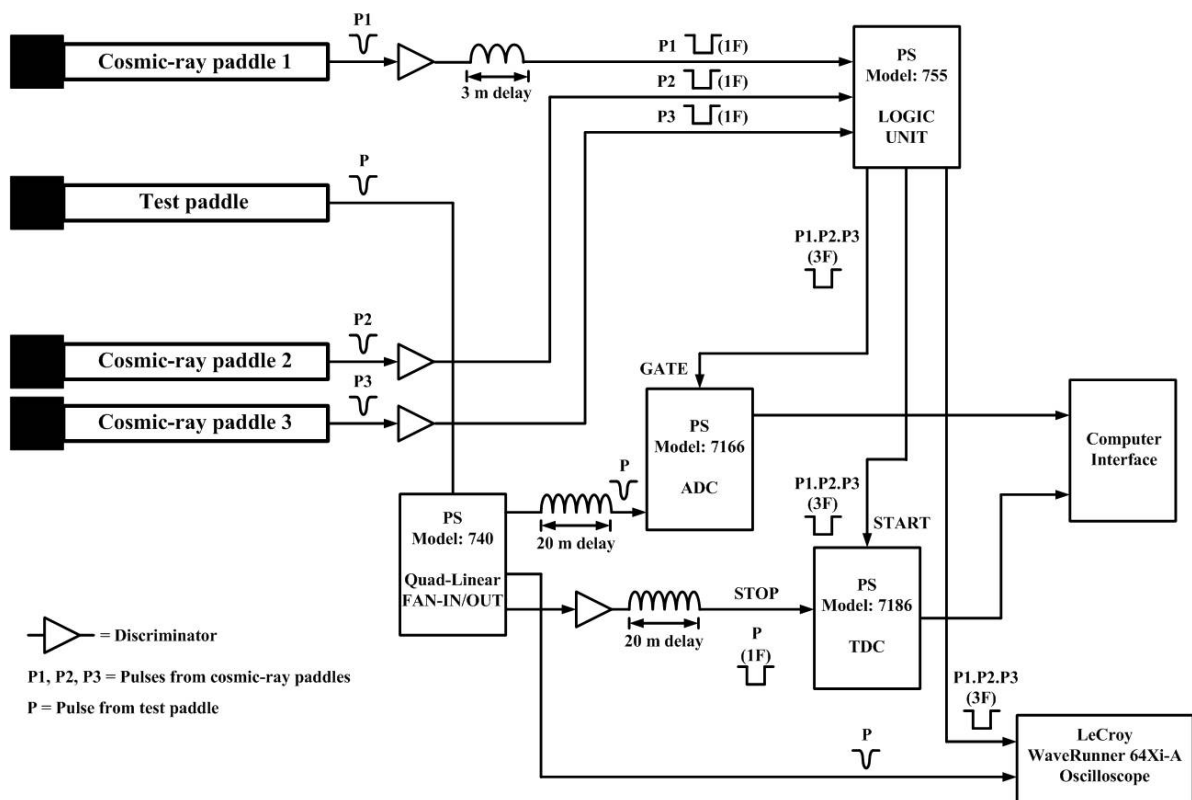 P1
Cosmic-ray paddle 1
3 m delay
P1 (1F)
P2 (1F)
P3 (1F)
PS
Model: 755
LOGIC
UNIT
P
Test paddle
P1.P2.P3
(3F)
P2
Cosmic-ray paddle 2
P3
Cosmic-ray paddle 3
GATE
PS
Model: 7166
ADC
Computer
Interface
P
20 m delay
PS
Model: 740
Quad-Linear
FAN-IN/OUT
P1.P2.P3
(3F)
START
STOP
20 m delay
P
(1F)
PS
Model: 7186
TDC
= Discriminator
P1, P2, P3 = Pulses from cosmic-ray paddles
P = Pulse from test paddle
P1.P2.P3
(3F)
P
LeCroy
WaveRunner 64Xi-A
Oscilloscope